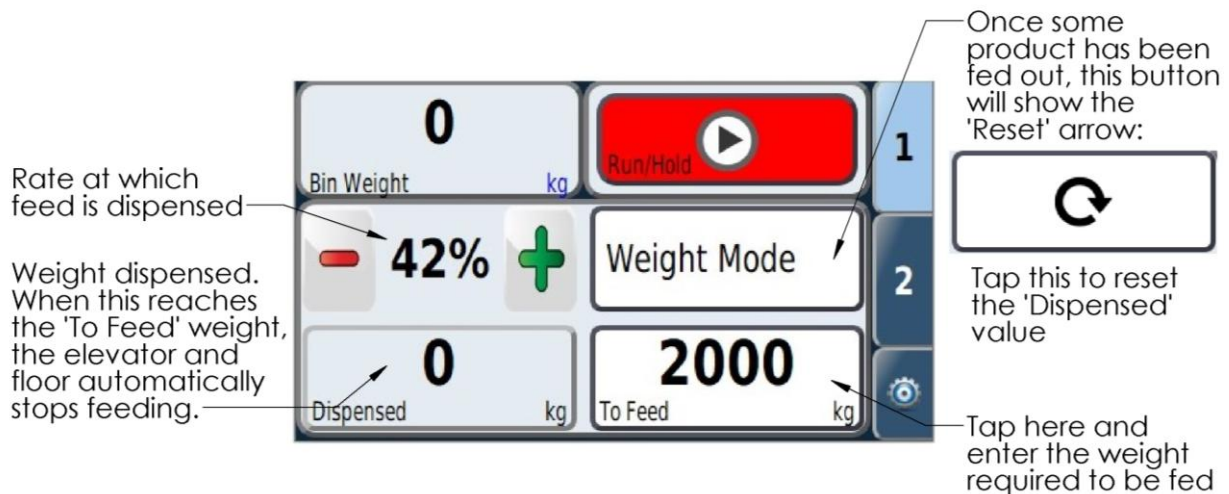 Once some
product has been
fed out, this button
will show the
'Reset' arrow:
0
Bin Weight kg
Run/Hold
1
Rate at which
feed is dispensed
42%
Weight Mode
2
Tap this to reset
the 'Dispensed'
value
Weight dispensed.
When this reaches
the 'To Feed' weight,
the elevator and
floor automatically
stops feeding.
0
Dispensed kg
2000
To Feed kg
Tap here and
enter the weight
required to be fed